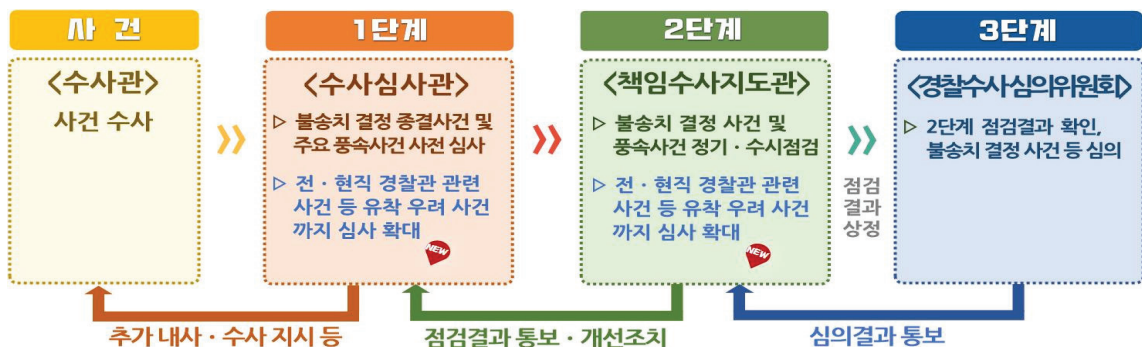 사 건
<수사관>
사건 수사
1단계
<수사심사관>
▷ 불송치 결정 종결사건 및
주요 풍속사건 사전 심사
▷ 전 · 현직 경찰관 관련
사건 등 유착 우려 사건
까지 심사 확대
NEW
2단계
<책임수사지도관>
▷ 불송치 결정 사건 및
풍속사건 정기 · 수시점검
▷ 전 · 현직 경찰관 관련
사건 등 유착 우려 사건
까지 심사 확대
NEW
점검
결과
상정
3단계
<경찰수사심의위원회>
▷ 2단계 점검결과 확인,
불송치 결정 사건 등 심의
추가 내사 · 수사 지시 등
점검결과 통보 · 개선조치
심의결과 통보